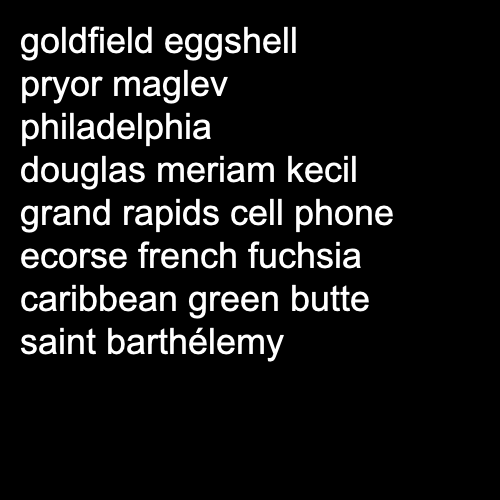 goldfield eggshell
pryor maglev
philadelphia
douglas meriam kecil
grand rapids cell phone
ecorse french fuchsia
caribbean green butte
saint barthélemy